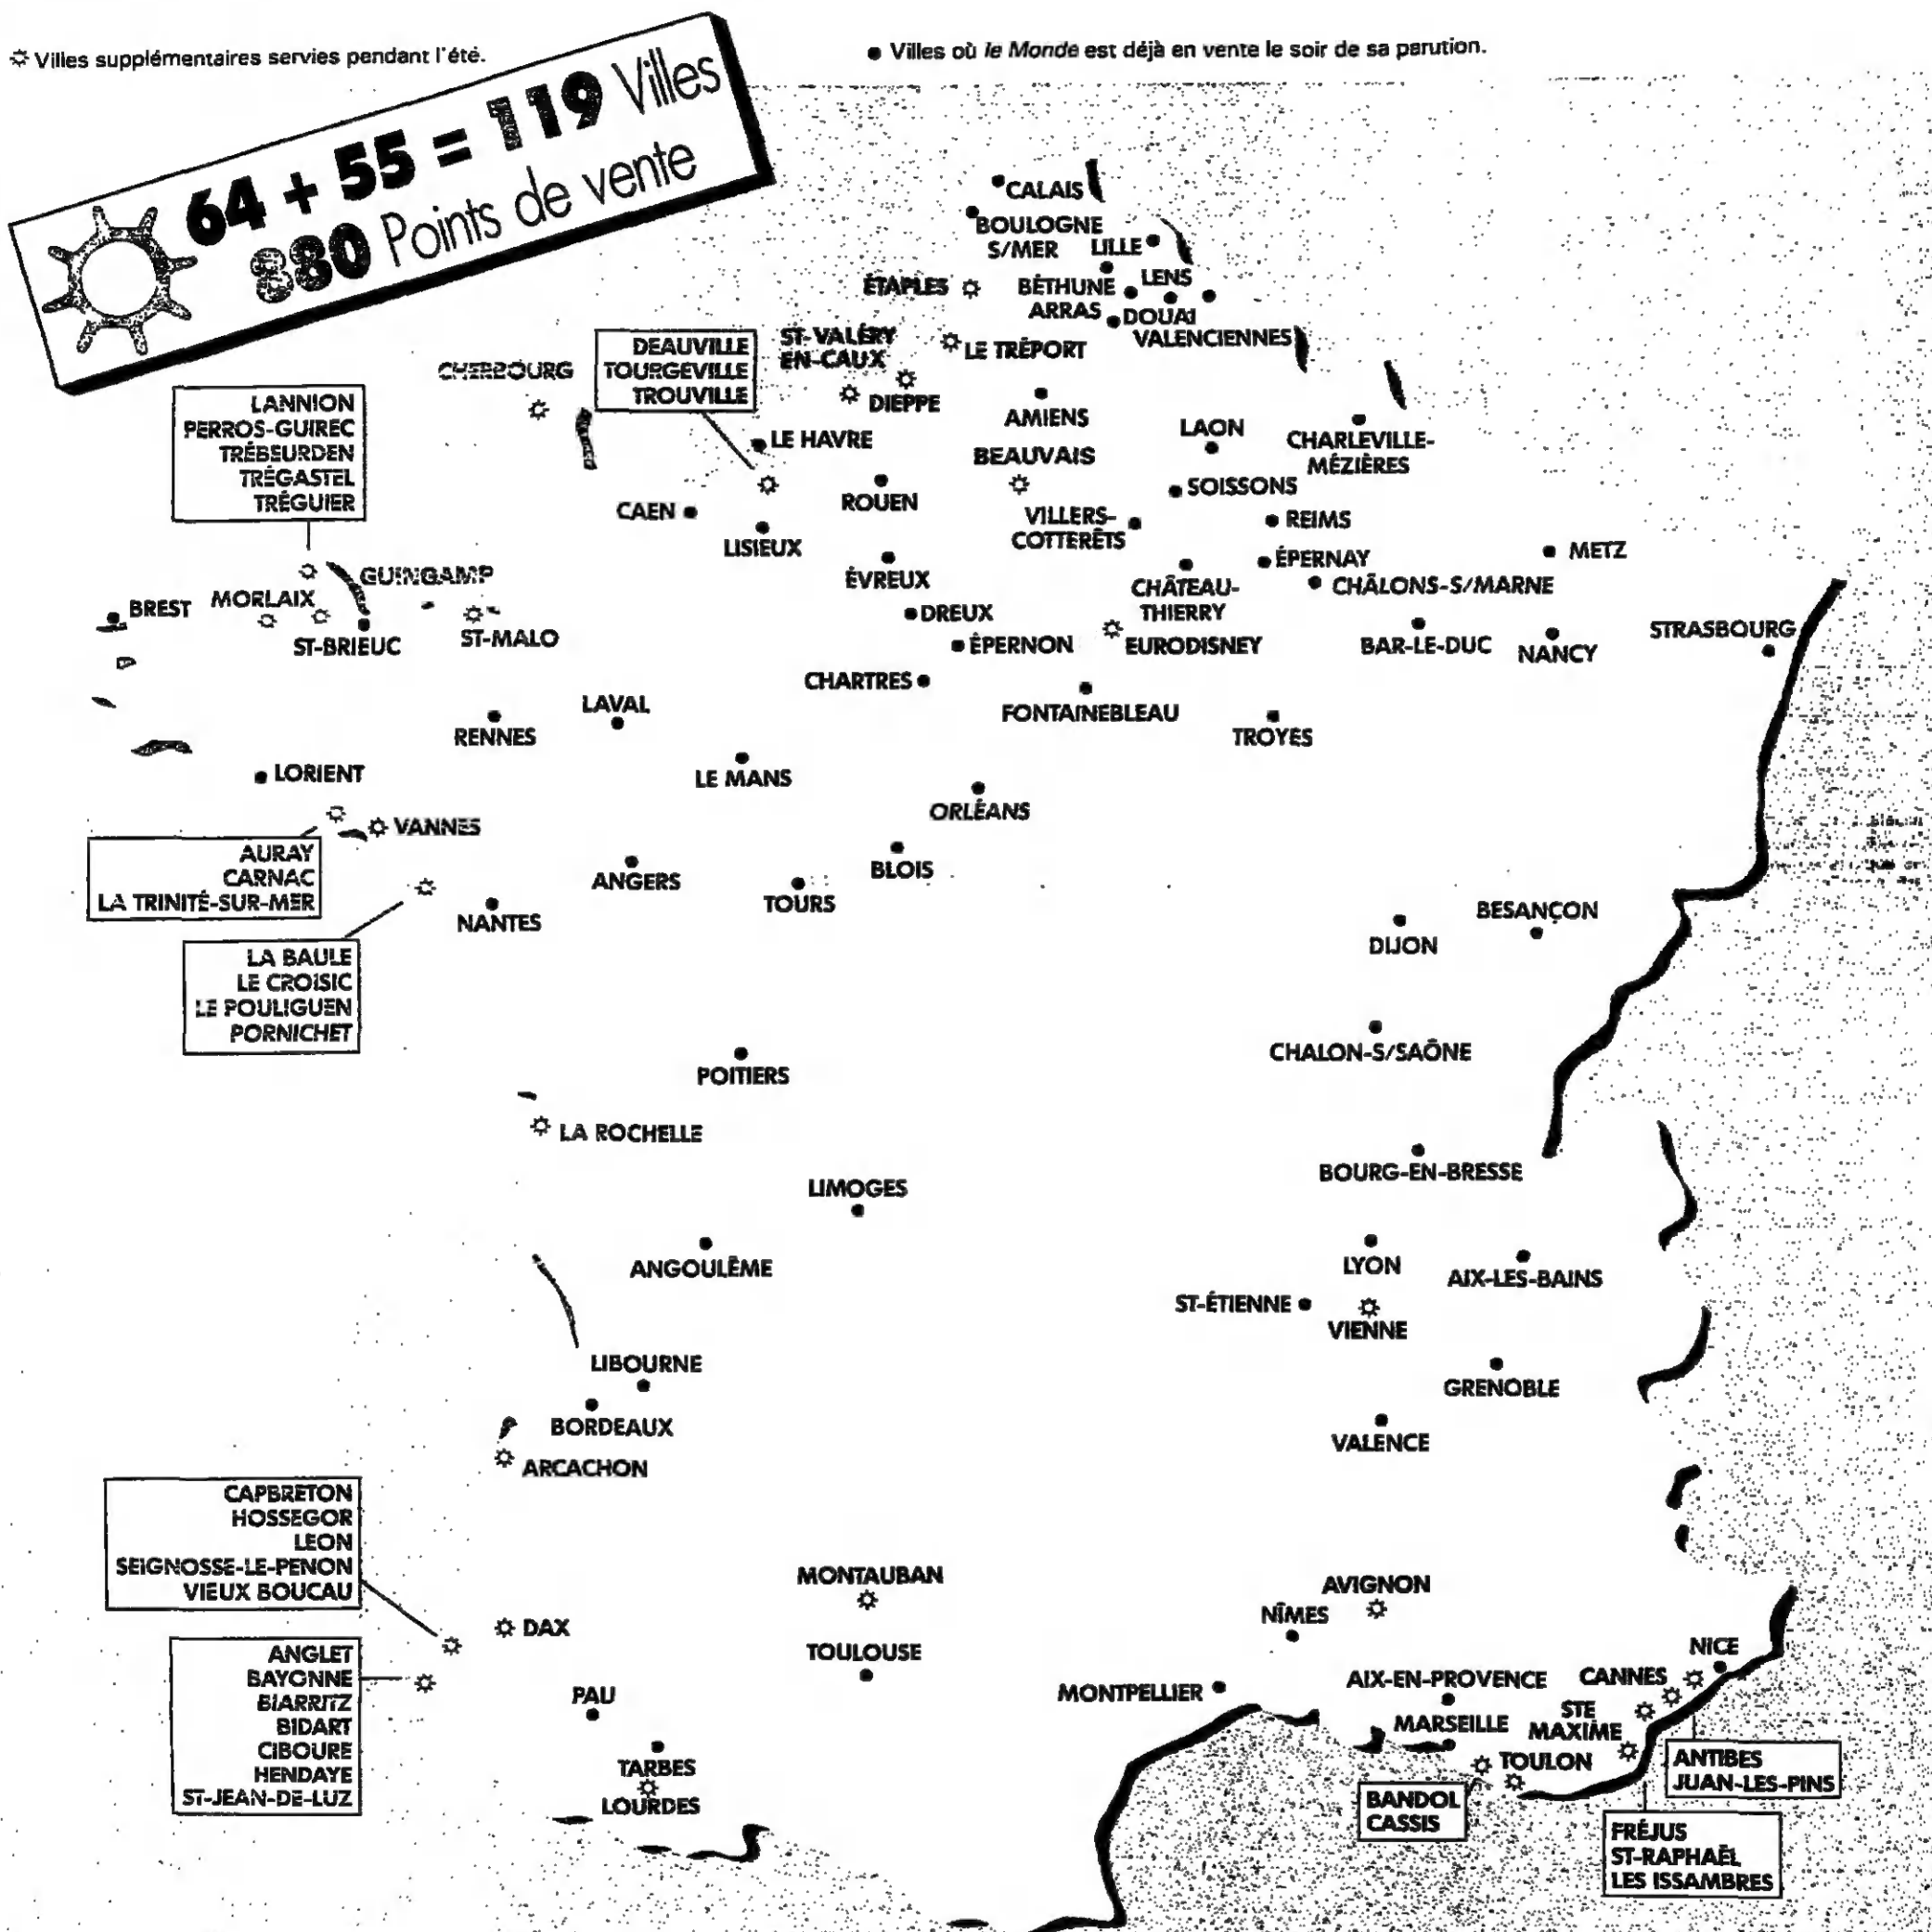 ☼ Villes supplémentaires servies pendant l'été.
● Villes où le Monde est déjà en vente le soir de sa parution.
64 + 55 = 119 Villes
880 Points de vente
CALAIS
BOULOGNE
S/MER
LILLE
ÉTAPLES
BÉTHUNE
LENS
ARRAS
DOUAI
VALENCIENNES
DEAUVILLE
TOURGEVILLE
TROUVILLE
ST-VALÉRY
EN-CAUX
LE TRÉPORT
CHERBOURG
DIEPPE
AMIENS
LAON
CHARLEVILLE-
MÉZIÈRES
LANNION
PERROS-GUIREC
TRÉBEURDEN
TRÉGASTEL
TRÉGUIER
LE HAVRE
BEAUVAIS
SOISSONS
ROUEN
CAEN
LISIEUX
VILLERS-
COTTERÊTS
REIMS
ÉPERNAY
METZ
ÉVREUX
CHÂTEAU-
THIERRY
CHÂLONS-S/MARNE
GUINGAMP
BREST
MORLAIX
ST-BRIEUC
ST-MALO
DREUX
ÉPERNON
EURODISNEY
BAR-LE-DUC
NANCY
STRASBOURG
CHARTRES
FONTAINEBLEAU
TROYES
LAVAL
RENNES
LE MANS
LORIENT
ORLÉANS
VANNES
AURAY
CARNAC
LA TRINITÉ-SUR-MER
ANGERS
BLOIS
TOURS
NANTES
BESANÇON
DIJON
LA BAULE
LE CROISIC
LE POULIGUEN
PORNICHET
CHALON-S/SAÔNE
POITIERS
LA ROCHELLE
BOURG-EN-BRESSE
LIMOGES
ANGOULÊME
LYON
AIX-LES-BAINS
ST-ÉTIENNE
VIENNE
LIBOURNE
GRENOBLE
BORDEAUX
VALENCE
ARCACHON
CAPBRETON
HOSSEGOR
LEON
SEIGNOSSE-LE-PENON
VIEUX BOUCAU
MONTAUBAN
AVIGNON
NÎMES
DAX
TOULOUSE
NICE
ANGLET
BAYONNE
BIARRITZ
BIDART
CIBOURE
HENDAYE
ST-JEAN-DE-LUZ
PAU
MONTPELLIER
AIX-EN-PROVENCE
CANNES
STE
MAXIME
MARSEILLE
TOULON
TARBES
LOURDES
ANTIBES
JUAN-LES-PINS
BANDOL
CASSIS
FRÉJUS
ST-RAPHAËL
LES ISSAMBRES